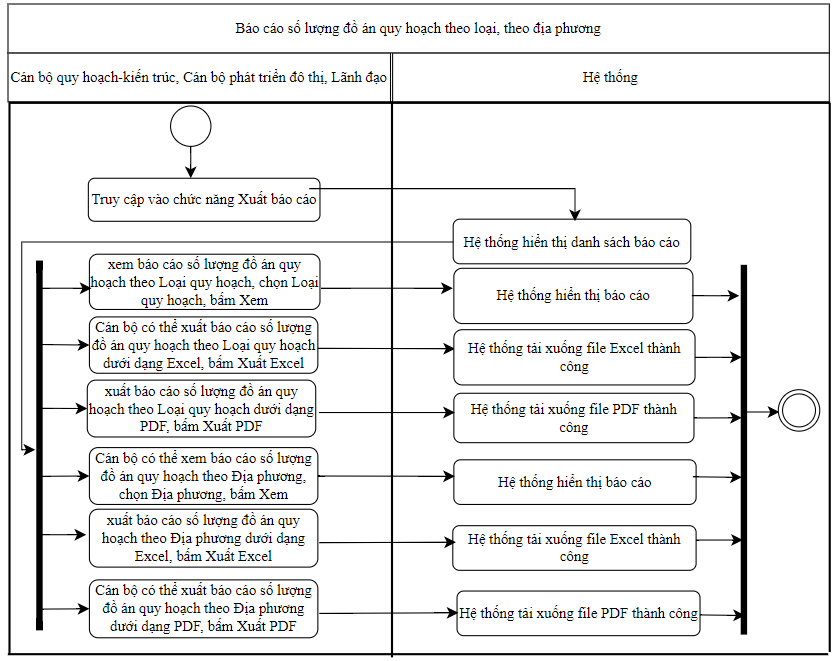 Báo cáo số lượng đồ án quy hoạch theo loại, theo địa phương
Cán bộ quy hoạch-kiến trúc, Cán bộ phát triển đô thị, Lãnh đạo
Hệ thống
Truy cập vào chức năng Xuất báo cáo
Hệ thống hiển thị danh sách báo cáo
xem báo cáo số lượng đồ án quy
hoạch theo Loại quy hoạch, chọn Loại
quy hoạch, bấm Xem
Hệ thống hiển thị báo cáo
Cán bộ có thể xuất báo cáo số lượng
đồ án quy hoạch theo Loại quy hoạch
dưới dạng Excel, bấm Xuất Excel
Hệ thống tải xuống file Excel thành
công
xuất báo cáo số lượng đồ án quy
hoạch theo Loại quy hoạch dưới dạng
PDF, bấm Xuất PDF
Hệ thống tải xuống file PDF thành
công
Cán bộ có thể xem báo cáo số lượng
đồ án quy hoạch theo Địa phương,
chọn Địa phương, bấm Xem
Hệ thống hiển thị báo cáo
xuất báo cáo số lượng đồ án quy
hoạch theo Địa phương dưới dạng
Excel, bấm Xuất Excel
Hệ thống tải xuống file Excel thành
công
Cán bộ có thể xuất báo cáo số lượng
đồ án quy hoạch theo Địa phương
dưới dạng PDF, bấm Xuất PDF
Hệ thống tải xuống file PDF thành công